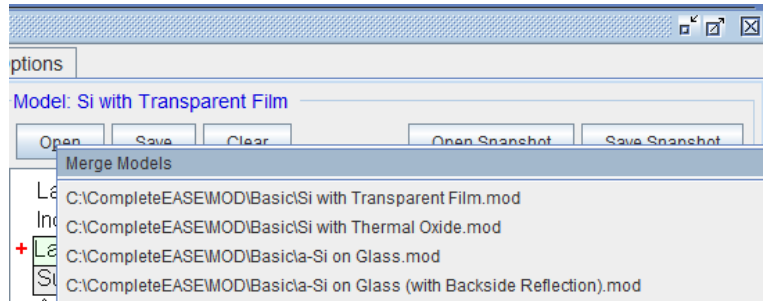 ptions
Model: Si with Transparent Film
Open Save Clear Open Snapshot Save Snapshot
Merge Models
C:\CompleteEASE\MOD\Basic\Si with Transparent Film.mod
C:\CompleteEASE\MOD\Basic\Si with Thermal Oxide.mod
C:\CompleteEASE\MOD\Basic\a-Si on Glass.mod
+ La
C:\CompleteEASE\MOD\Basic\a-Si on Glass (with Backside Reflection).mod